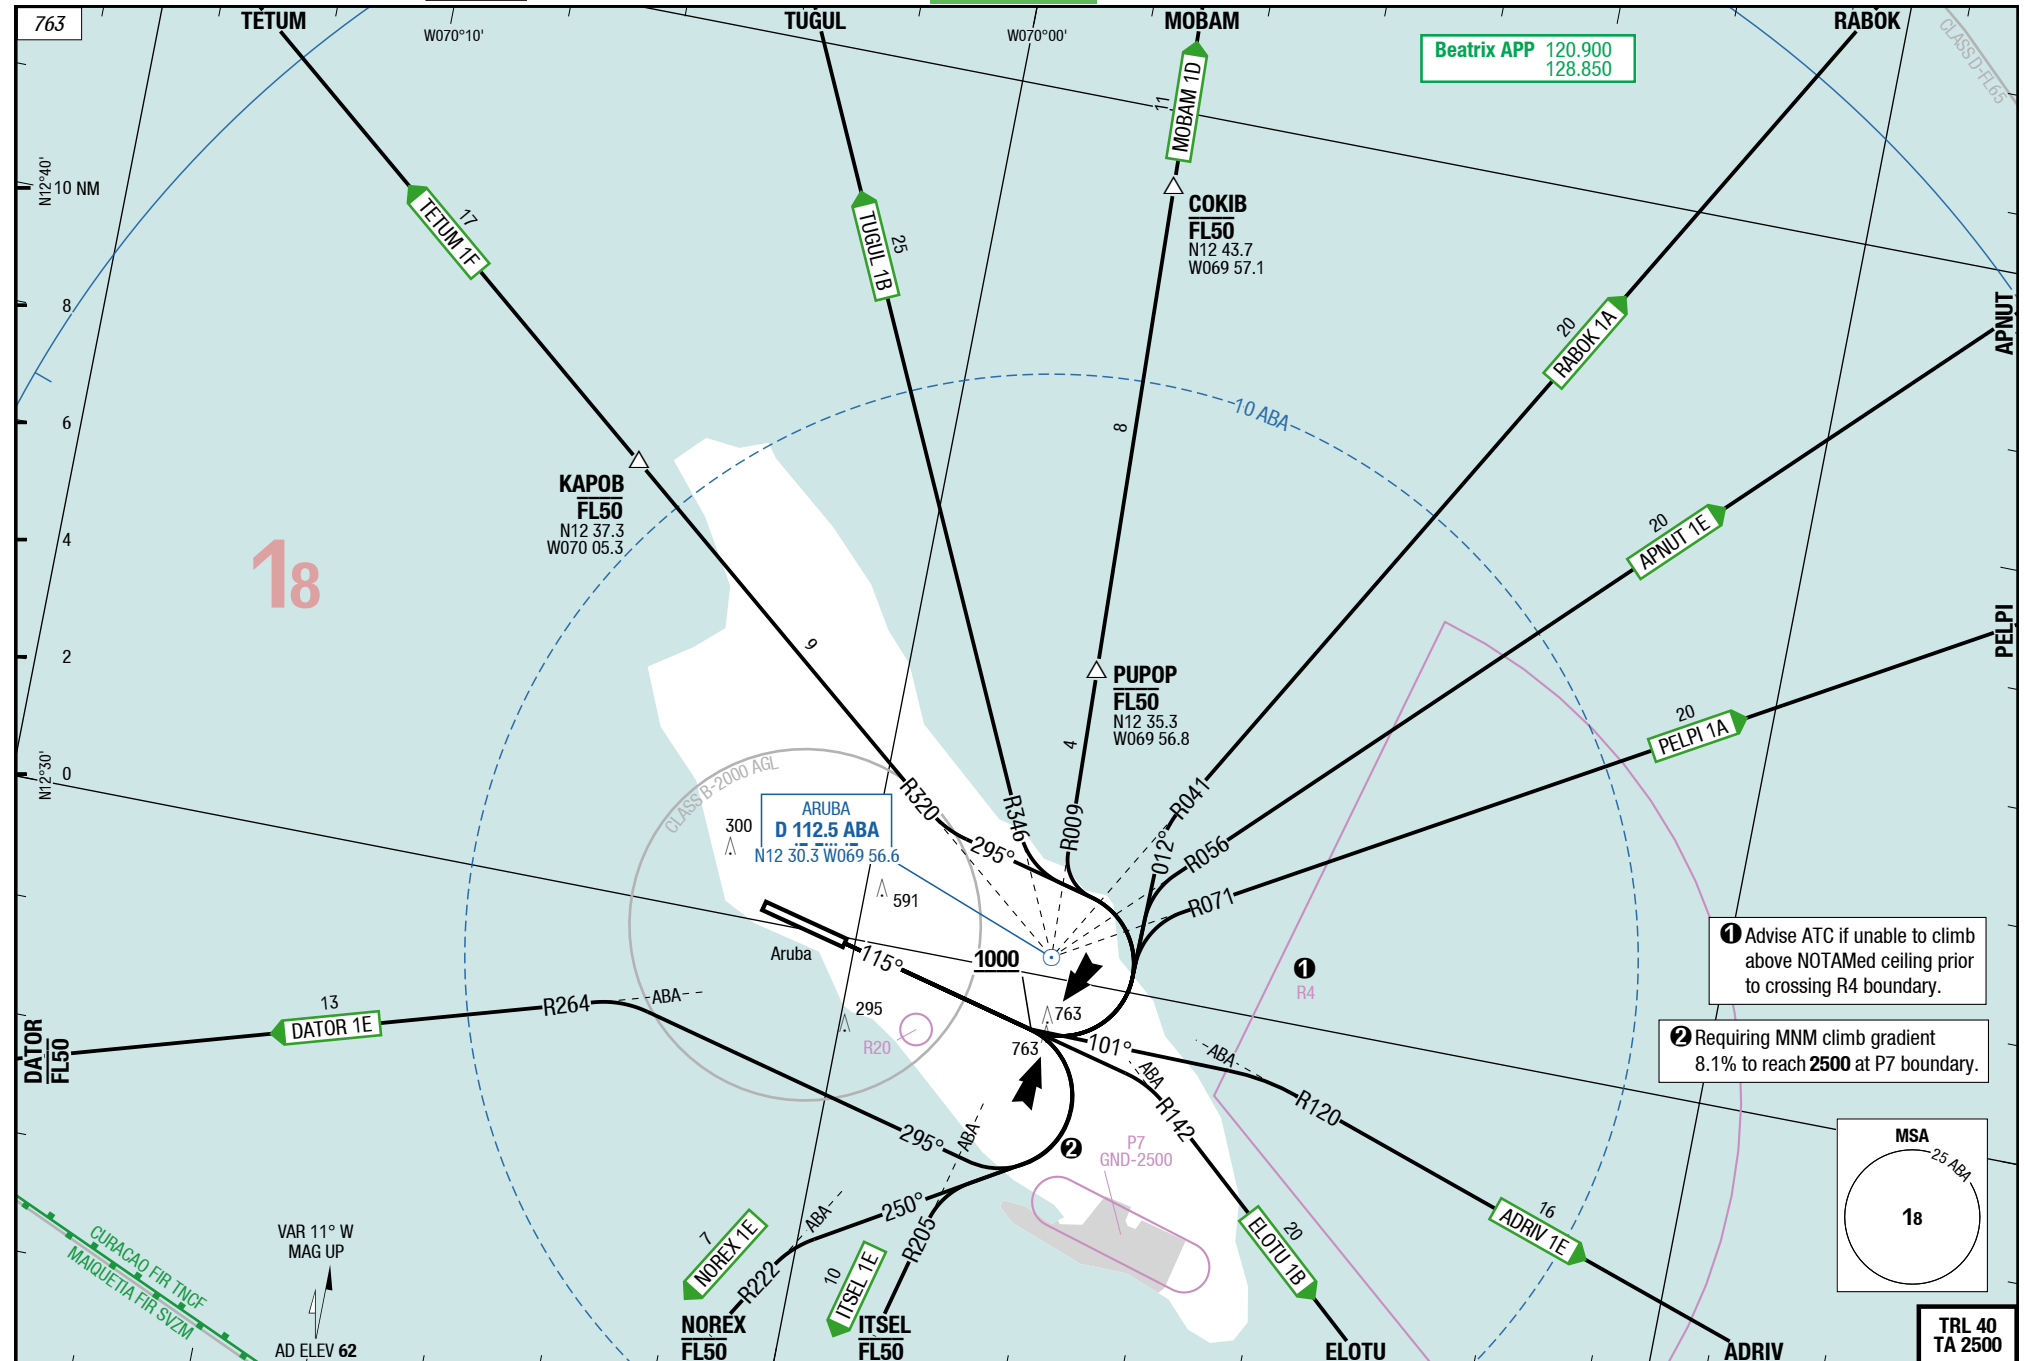 763
TETUM
W070°10'
TUGUL
W070°00'
MOBAM
RABOK
CLASS D-FL65
Beatrix APP 120.900
128.850
MOBAM 1D
11
N12°40'
10 NM
8
6
4
2
0
N12°30'
TETUM 1F
17
TUGUL 1B
25
COKIB
FL50
N12 43.7
W069 57.1
RABOK 1A
20
APNUT
10 ABA
8
KAPOB
FL50
N12 37.3
W070 05.3
18
APNUT 1E
20
PELPI
9
PUPOP
FL50
N12 35.3
W069 56.8
4
PELPI 1A
20
CLASS B-2000 AGL
ARUBA
D 112.5 ABA
N12 30.3 W069 56.6
300
591
R320
295°
R346
R009
012°
R041
R056
R071
Aruba
115°
1000
1
R4
1 Advise ATC if unable to climb
above NOTAMed ceiling prior
to crossing R4 boundary.
2 Requiring MNM climb gradient
8.1% to reach 2500 at P7 boundary.
13
DATOR 1E
R264
ABA
DATOR
FL50
295
R20
763
763
101°
ABA
ABA
R120
R142
295°
ABA
2
P7
GND-2500
250°
ABA
R205
R222
7
NOREX 1E
10
ITSEL 1E
NOREX
FL50
ITSEL
FL50
ELOTU 1B
20
ELOTU
ADRIV 1E
16
ADRIV
MSA
25 ABA
18
CURACAO FIR TNCF
MAIQUETIA FIR SVZM
VAR 11° W
MAG UP
AD ELEV 62
TRL 40
TA 2500